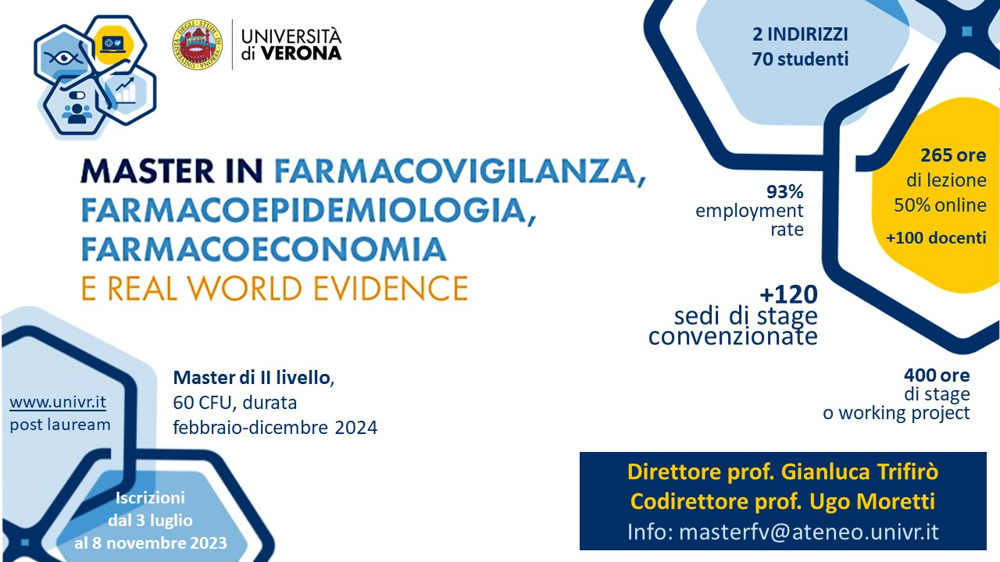 UNIVERSITÀ
di VERONA
MASTER IN FARMACOVIGILANZA,
FARMACOEPIDEMIOLOGIA,
FARMACOECONOMIA
E REAL WORLD EVIDENCE
2 INDIRIZZI
70 studenti
265 ore
di lezione
50% online
+100 docenti
93%
employment
rate
+120
sedi di stage
convenzionate
400 ore
di stage
o working project
Master di II livello,
60 CFU, durata
febbraio-dicembre 2024
www.univr.it
post lauream
Iscrizioni
dal 3 luglio
al 8 novembre 2023
Direttore prof. Gianluca Trifirò
Codirettore prof. Ugo Moretti
Info: masterfv@ateneo.univr.it